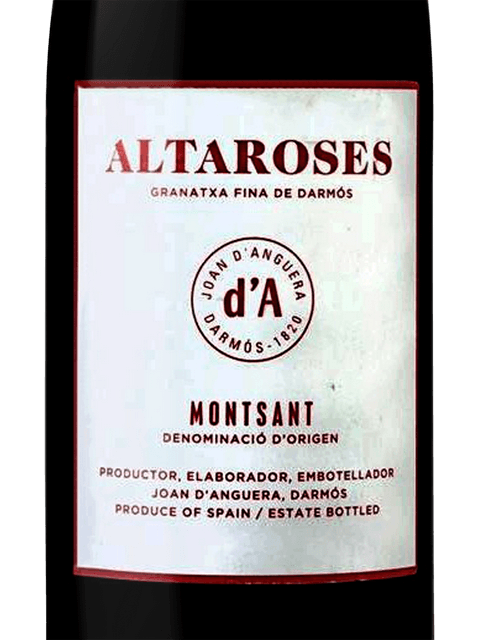 ALTAROSES
GRANATXA FINA DE DARMÓS
JOAN D'ANGUERA
d'A
DARMÓS-1820
MONTSANT
DENOMINACIÓ D'ORIGEN
PRODUCTOR, ELABORADOR, EMBOTELLADOR
JOAN D'ANGUERA, DARMÓS
PRODUCE OF SPAIN / ESTATE BOTTLED